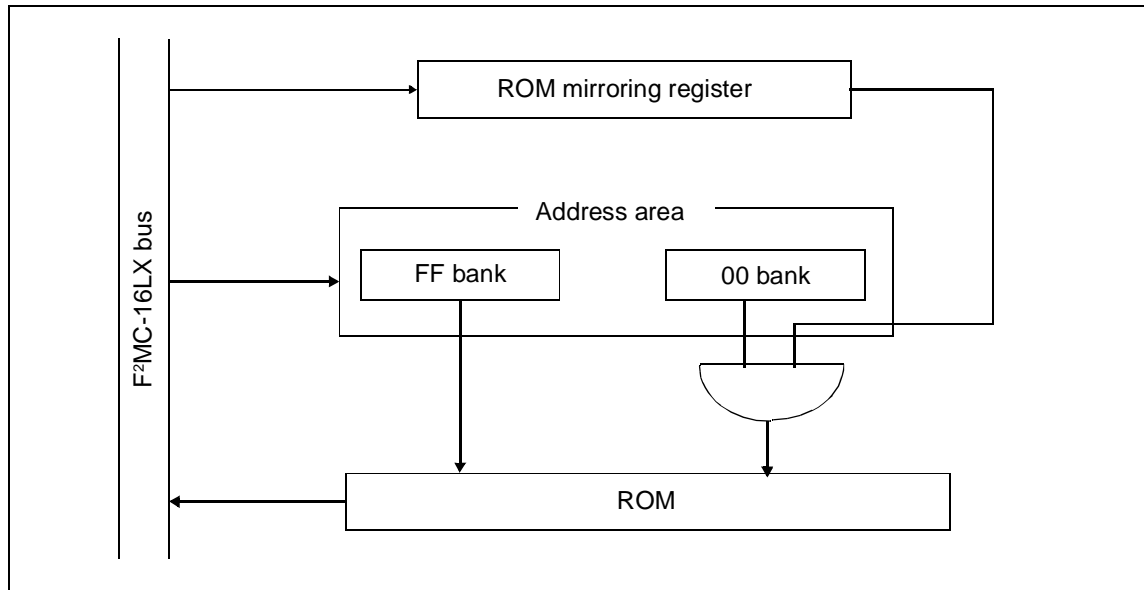 ROM mirroring register
F²MC-16LX bus
Address area
FF bank
00 bank
ROM